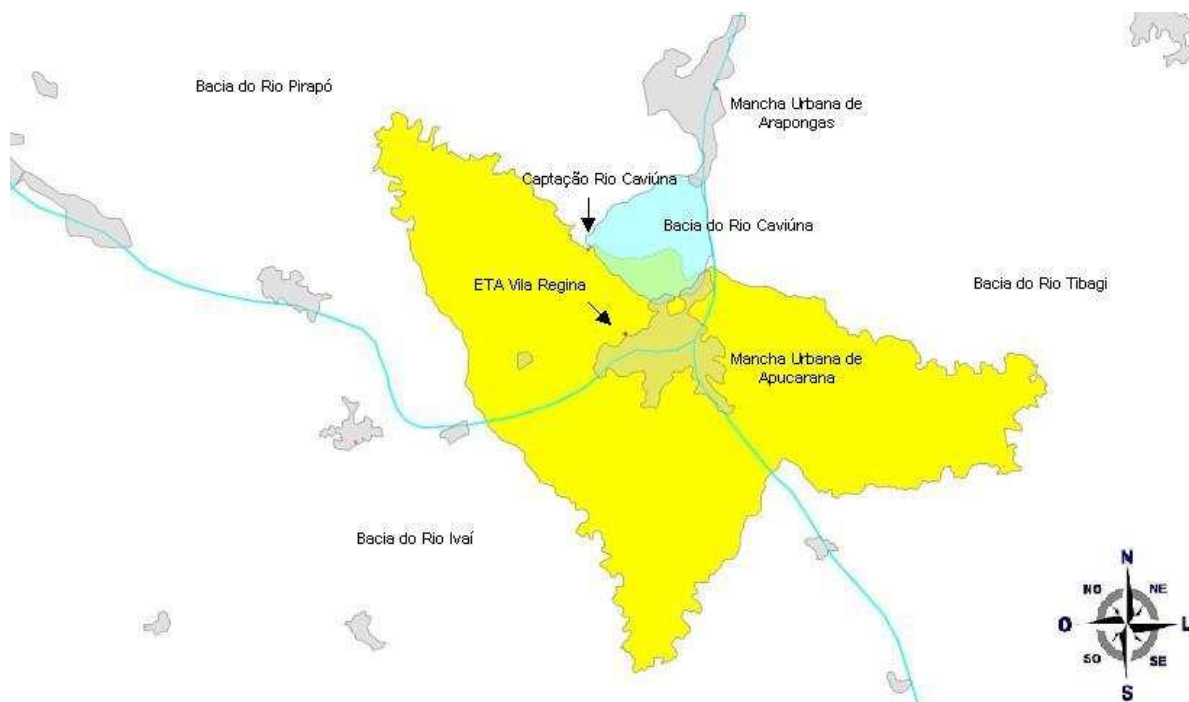 Bacia do Rio Pirapó
Mancha Urbana de
Arapongas
Captação Rio Caviúna
Bacia do Rio Caviúna
ETA Vila Regina
Bacia do Rio Tibagi
Mancha Urbana de
Apucarana
Bacia do Rio Ivaí
N
NO
NE
O
L
SO
SE
S